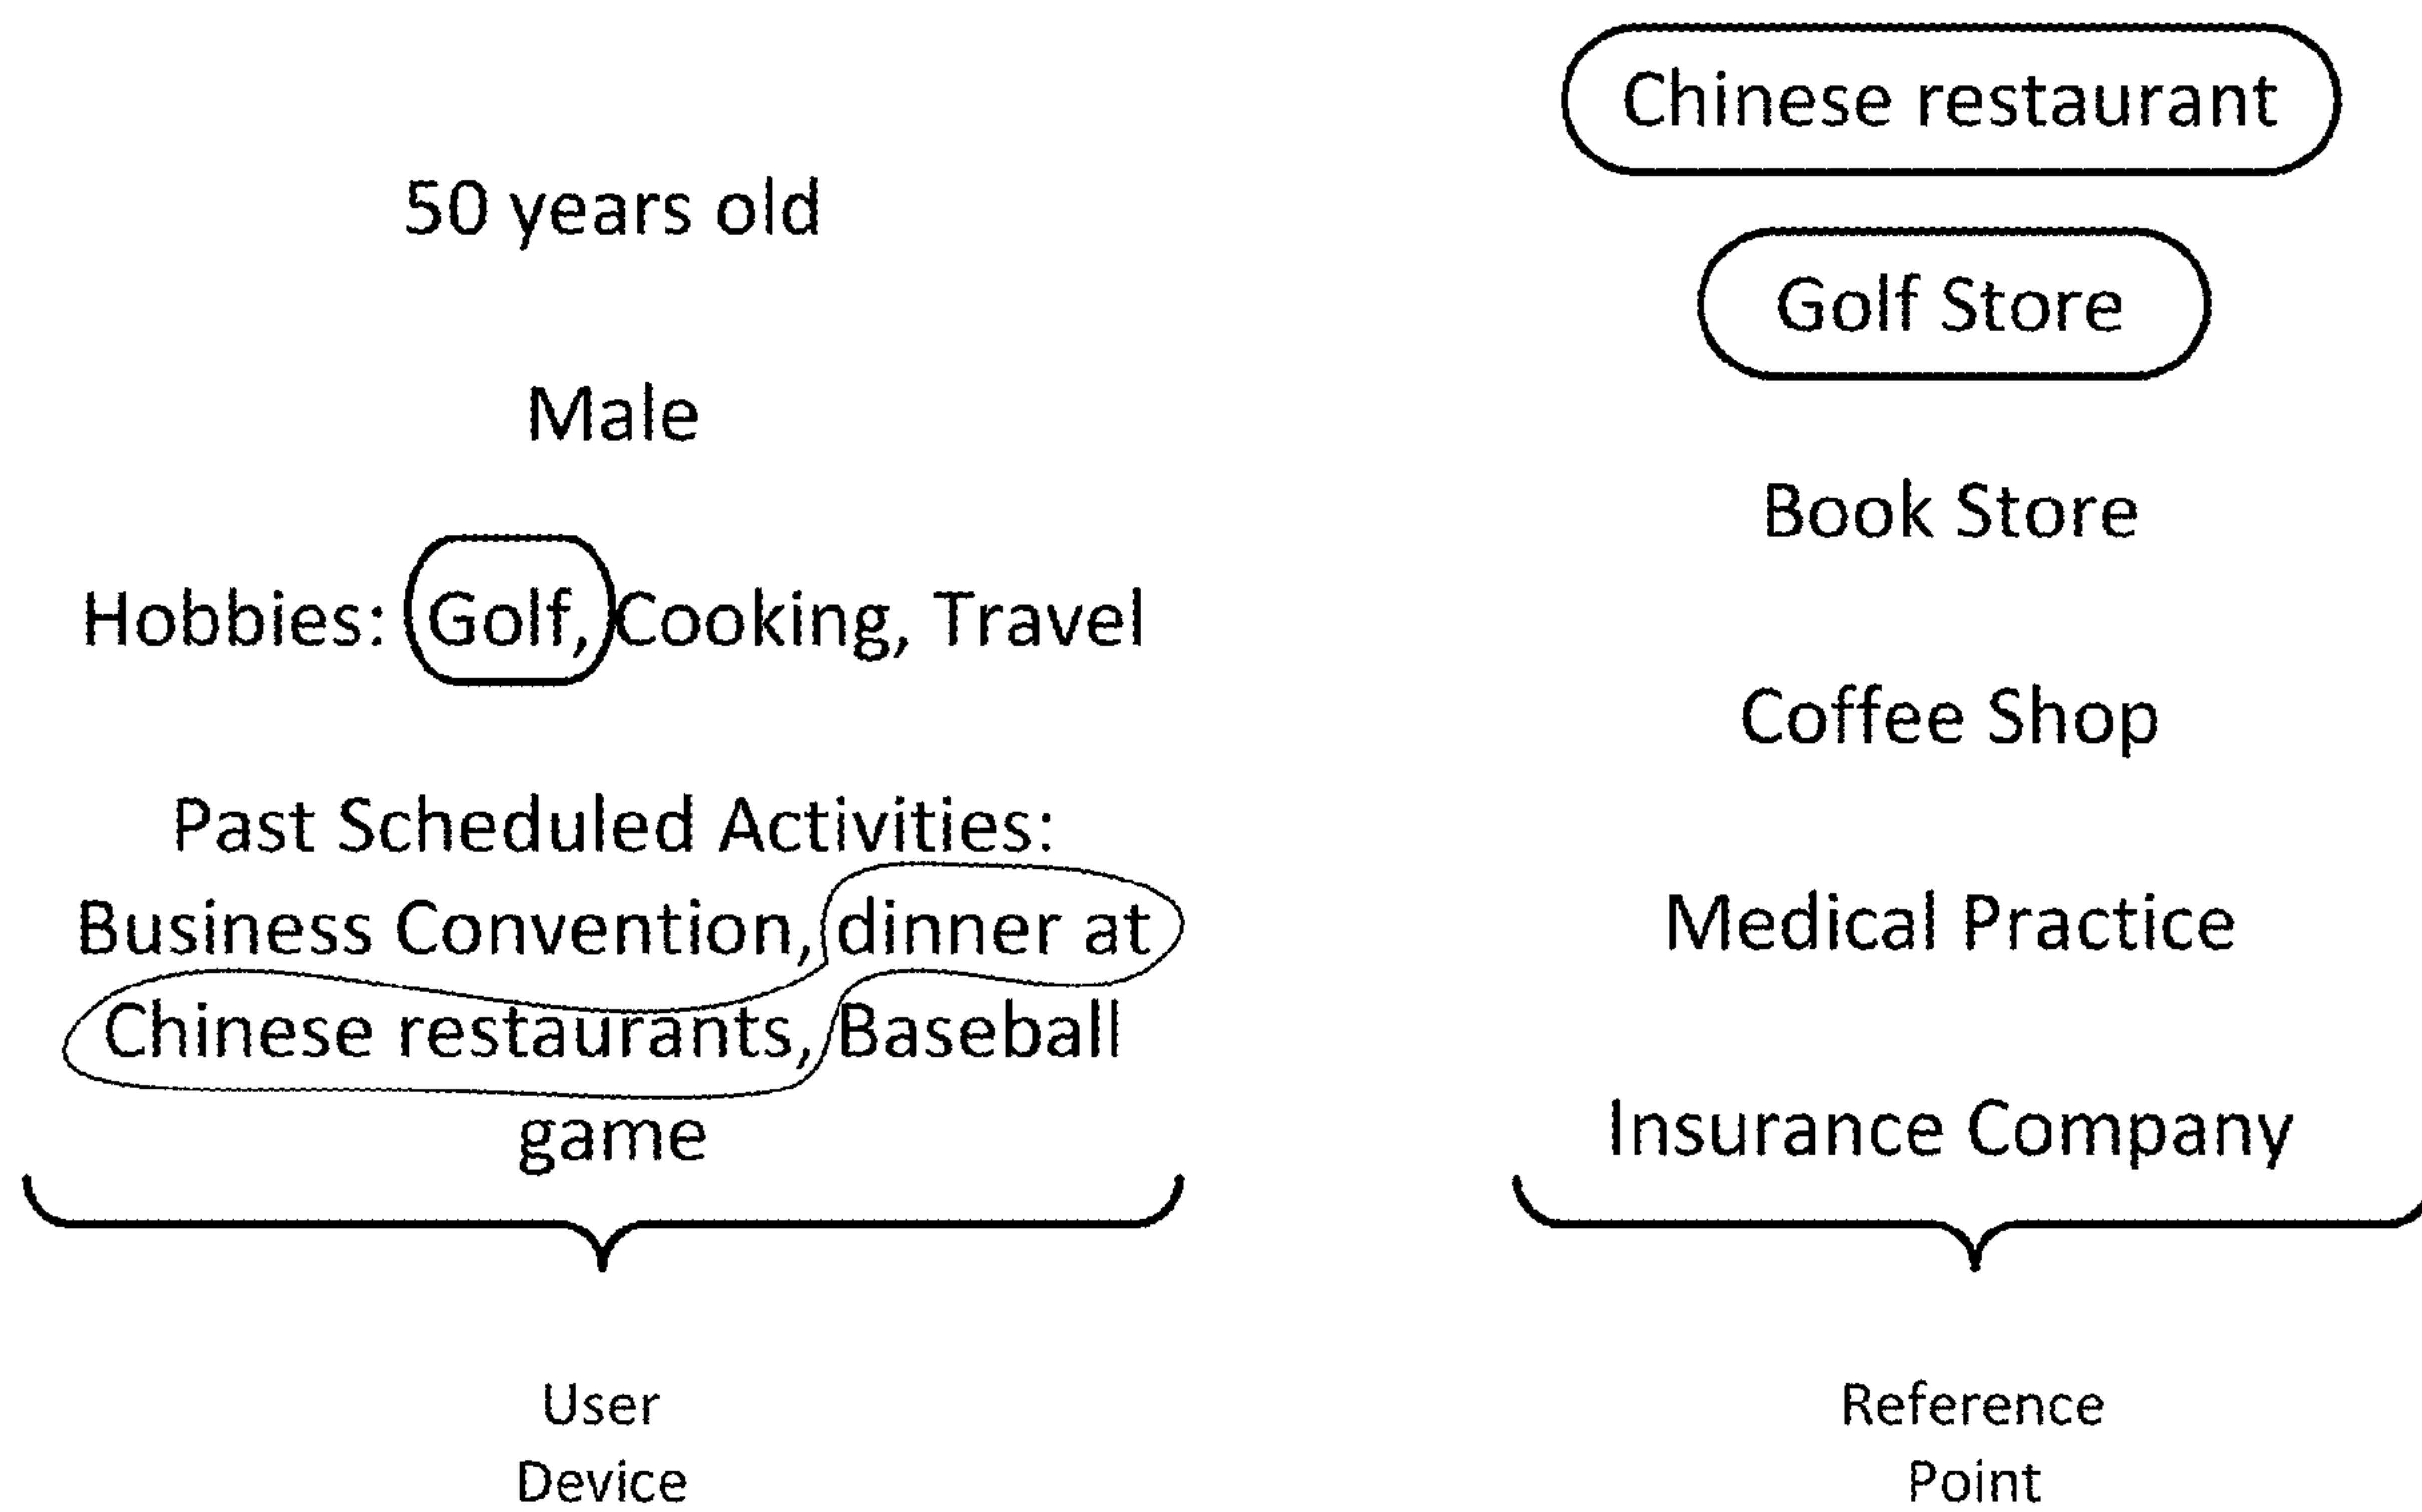 50 years old
Male
Hobbies: Golf, Cooking, Travel
Past Scheduled Activities:
Business Convention, dinner at
Chinese restaurants, Baseball
game
User
Device
Chinese restaurant
Golf Store
Book Store
Coffee Shop
Medical Practice
Insurance Company
Reference
Point